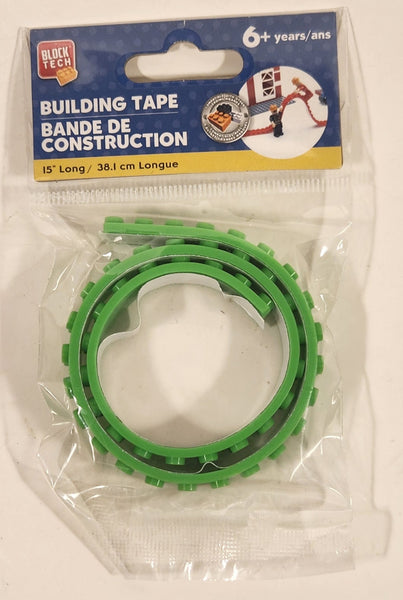 BLOCK
TECH
6+ years/ans
BUILDING TAPE
BANDE DE
CONSTRUCTION
15" Long / 38.1 cm Longue